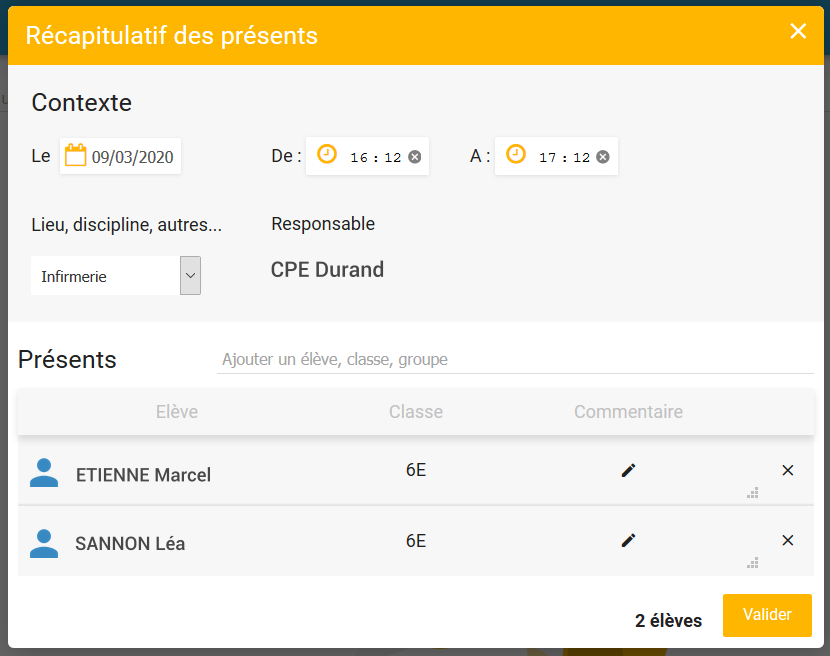 Récapitulatif des présents
Contexte
Le 09/03/2020 De : 16 : 12 A : 17 : 12
Lieu, discipline, autres... Responsable
Infirmerie CPE Durand
Présents Ajouter un élève, classe, groupe
Elève Classe Commentaire
ETIENNE Marcel 6E
SANNON Léa 6E
2 élèves Valider